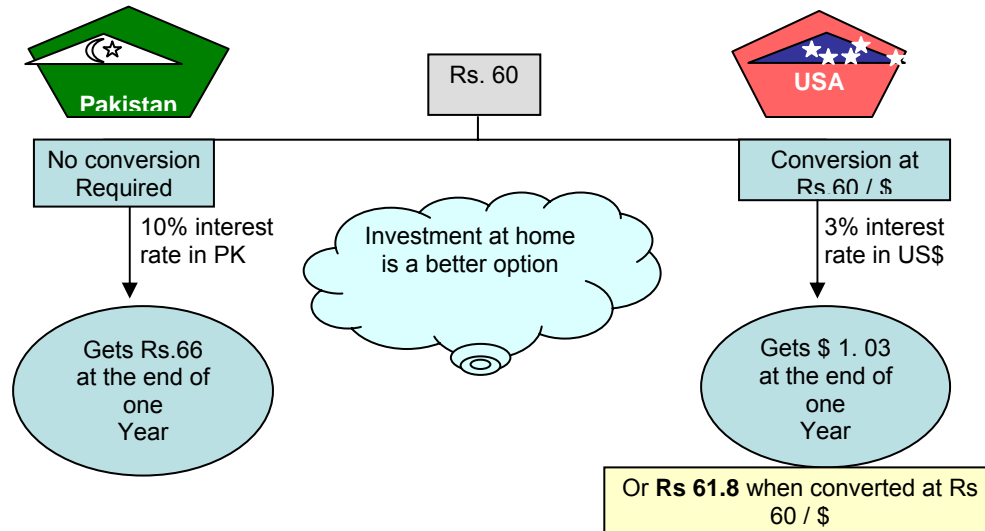 Pakistan
Rs. 60
USA
No conversion
Required
Conversion at
Rs.60 / $
10% interest
rate in PK
Investment at home
is a better option
3% interest
rate in US$
Gets Rs.66
at the end of
one
Year
Gets $ 1. 03
at the end of
one
Year
Or Rs 61.8 when converted at Rs
60 / $